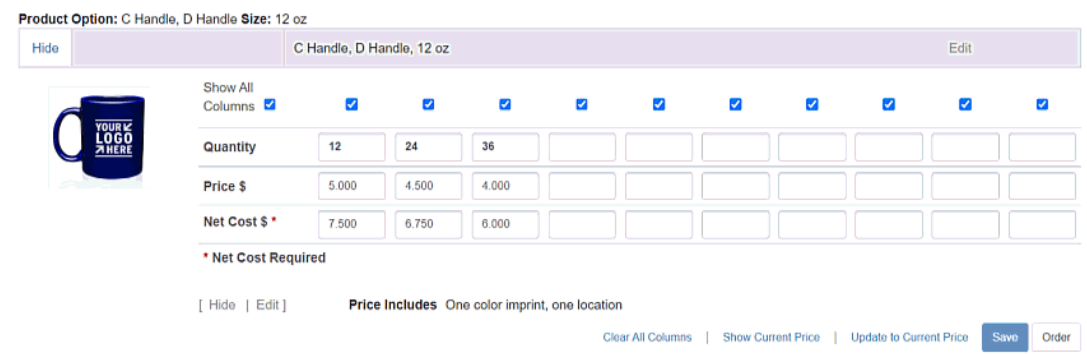 Product Option: C Handle, D Handle Size: 12 oz
Hide C Handle, D Handle, 12 oz Edit
Show All
Columns
YOUR
LOGO
HERE
Quantity 12 24 36
Price $ 5.000 4.500 4.000
Net Cost $ * 7.500 6.750 6.000
* Net Cost Required
[ Hide | Edit ] Price Includes One color imprint, one location
Clear All Columns | Show Current Price | Update to Current Price Save Order